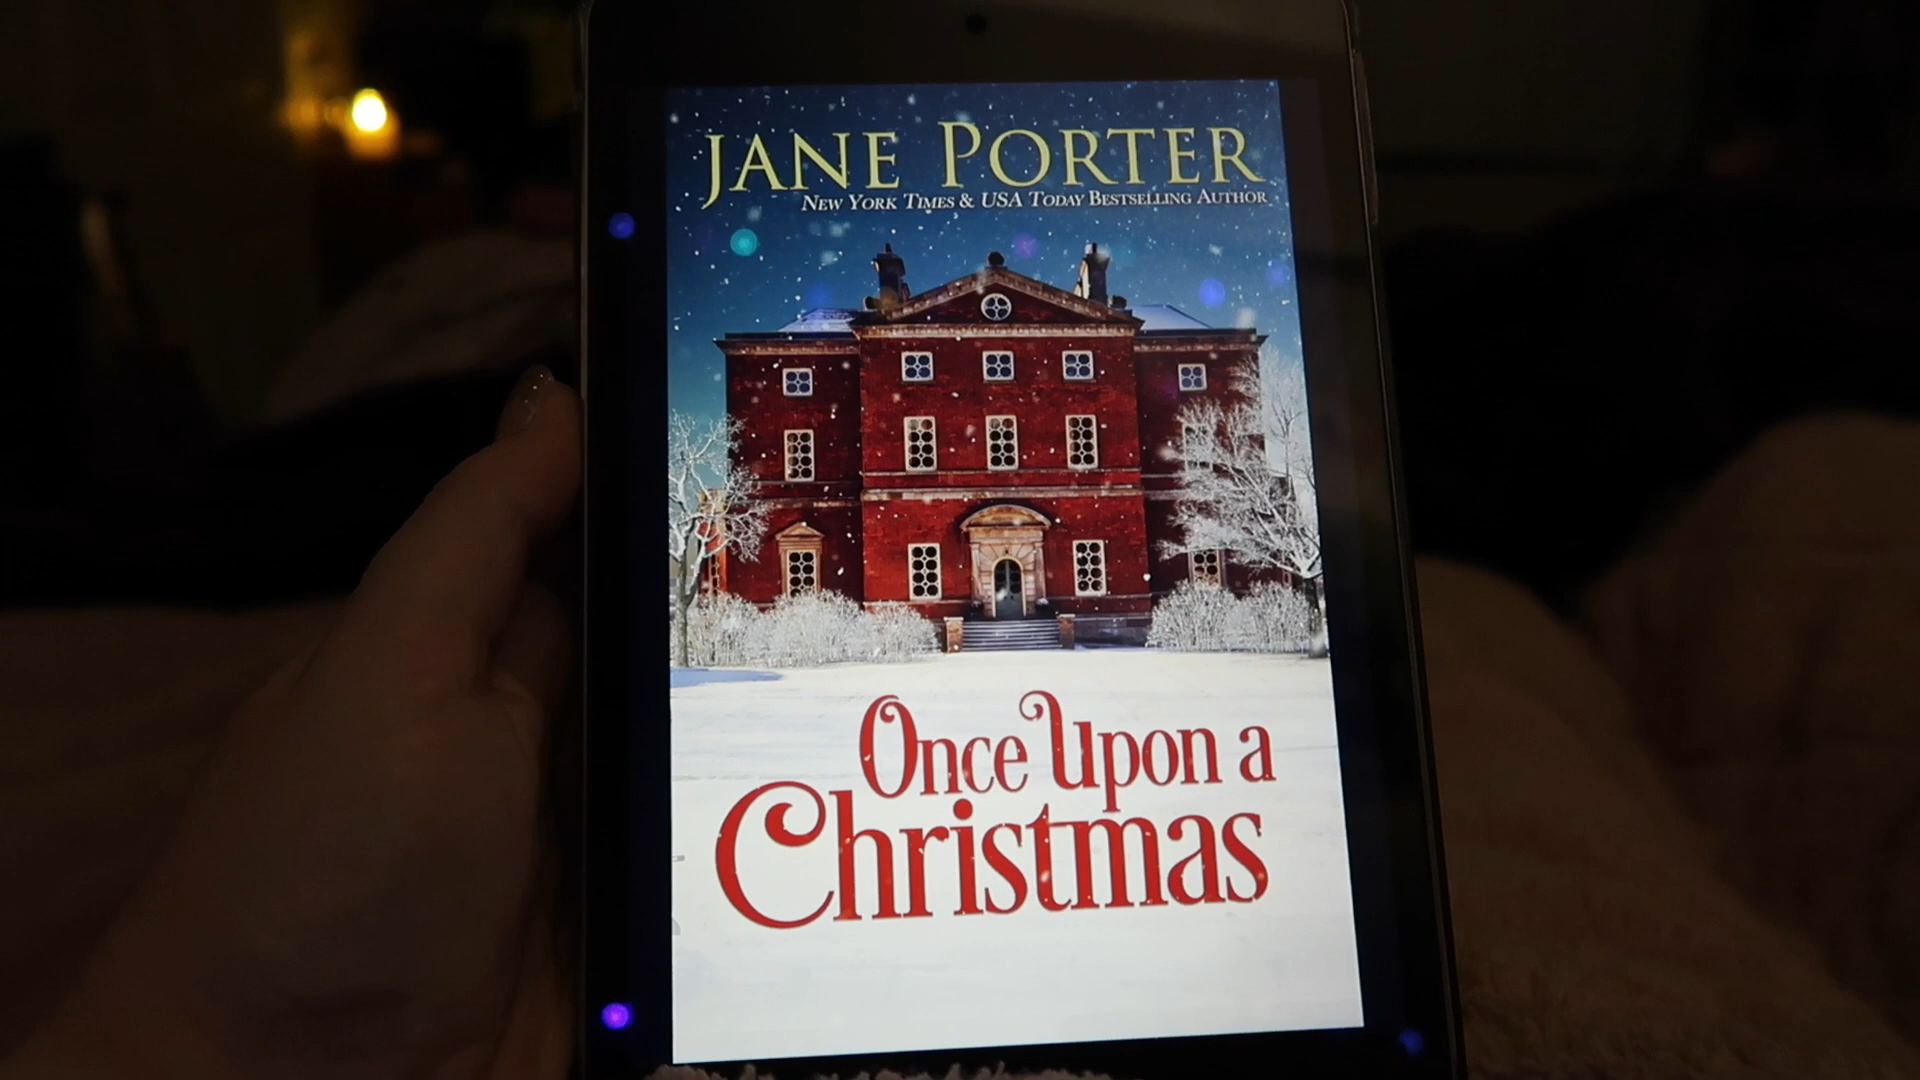 JANE PORTER
NEW YORK TIMES & USA TODAY BESTSELLING AUTHOR
Once Upon a
Christmas